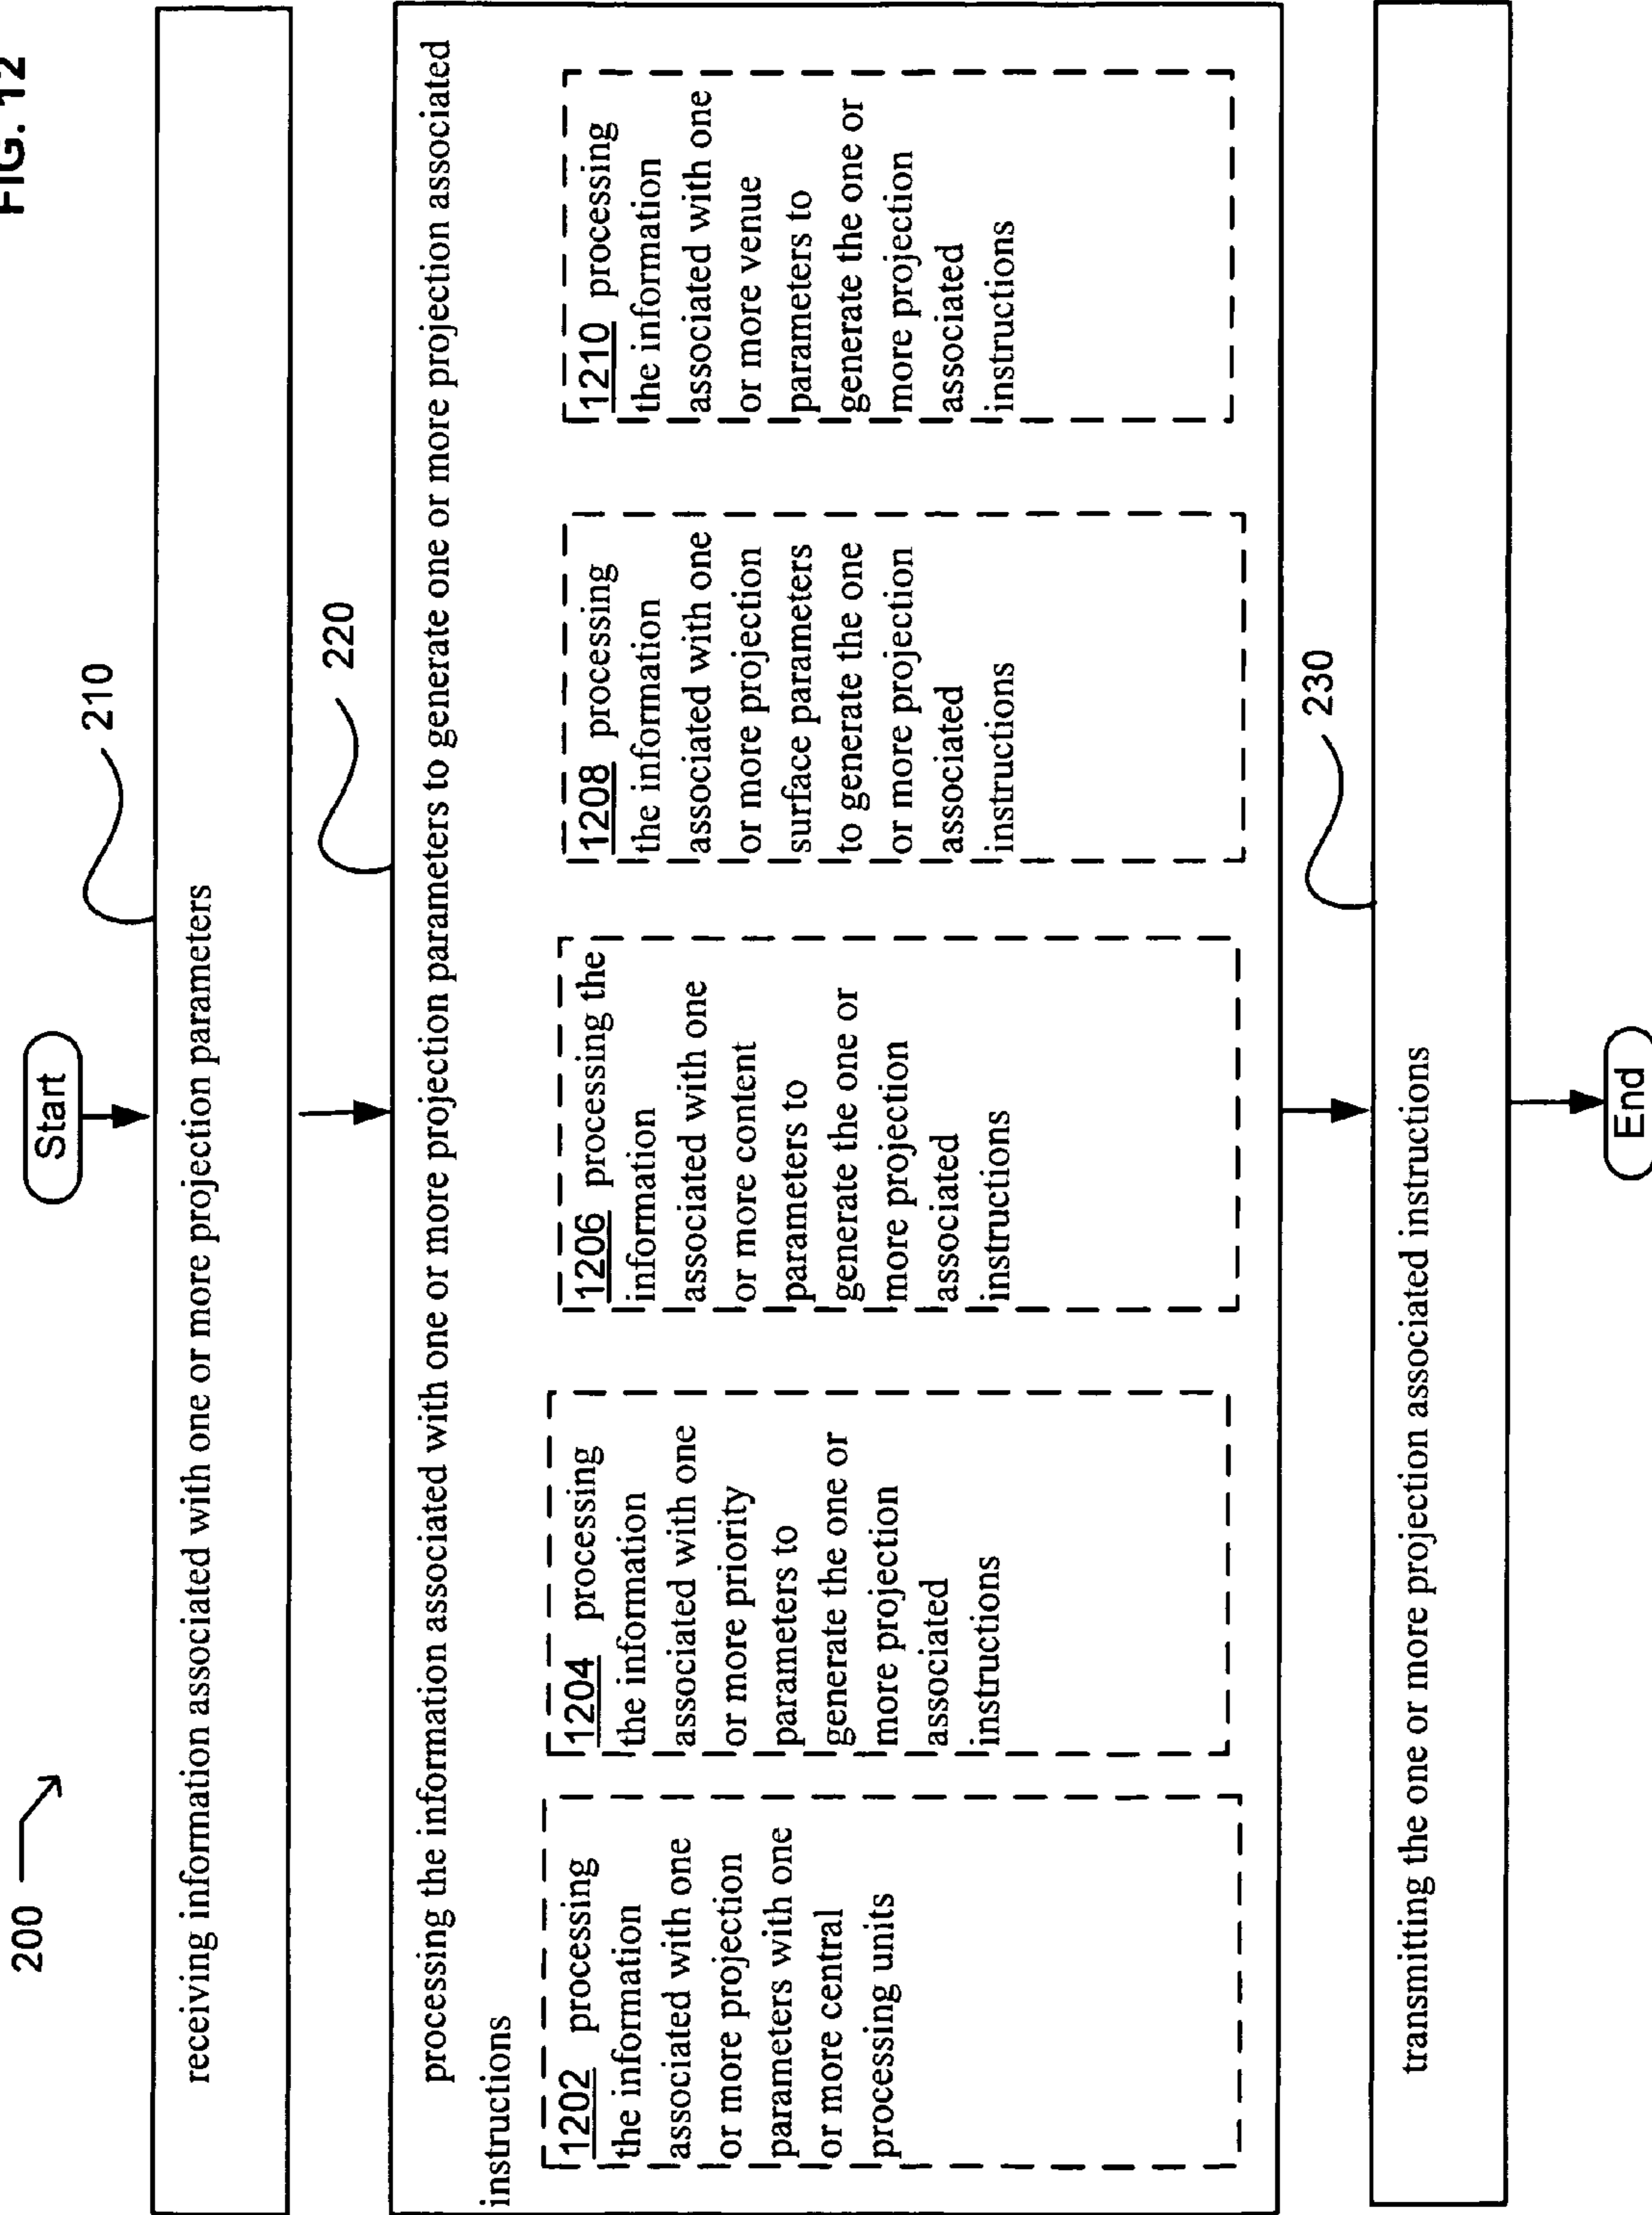 FIG. 12
200
Start
210
receiving information associated with one or more projection parameters
220
processing the information associated with one or more projection parameters to generate one or more projection associated
instructions
1202 processing
the information
associated with one
or more projection
parameters with one
or more central
processing units
1204 processing
the information
associated with one
or more priority
parameters to
generate the one or
more projection
associated
instructions
1206 processing the
information
associated with one
or more content
parameters to
generate the one or
more projection
associated
instructions
1208 processing
the information
associated with one
or more projection
surface parameters
to generate the one
or more projection
associated
instructions
1210 processing
the information
associated with one
or more venue
parameters to
generate the one or
more projection
associated
instructions
230
transmitting the one or more projection associated instructions
End